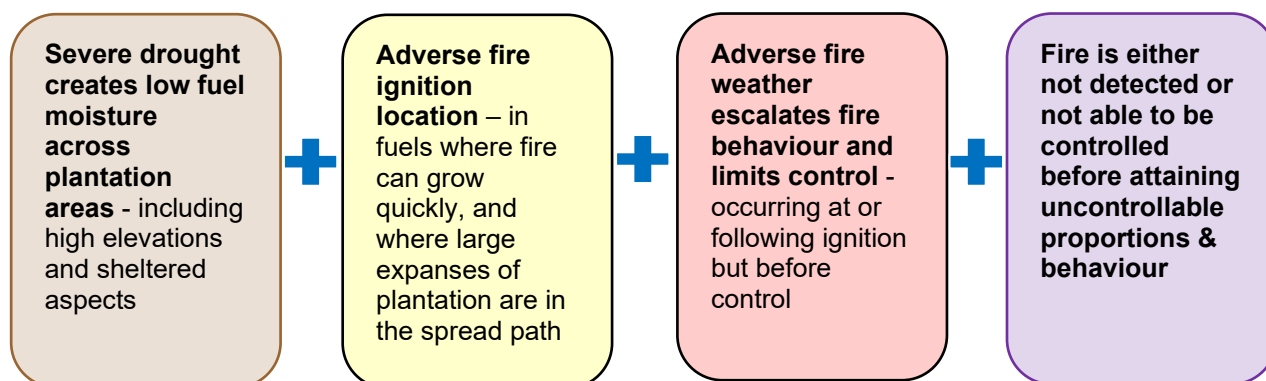 Severe drought
creates low fuel
moisture
across
plantation
areas - including
high elevations
and sheltered
aspects
Adverse fire
ignition
location – in
fuels where fire
can grow
quickly, and
where large
expanses of
plantation are in
the spread path
Adverse fire
weather
escalates fire
behaviour and
limits control -
occurring at or
following ignition
but before
control
Fire is either
not detected or
not able to be
controlled
before attaining
uncontrollable
proportions &
behaviour